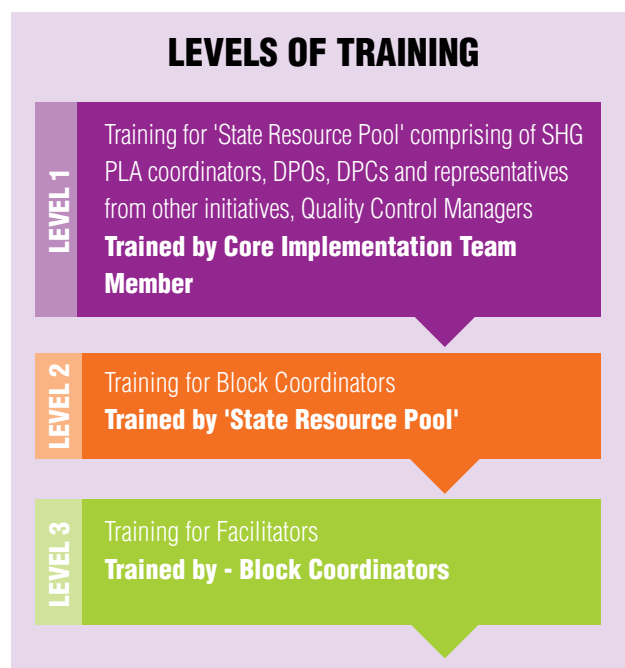 LEVELS OF TRAINING
LEVEL 1
Training for 'State Resource Pool' comprising of SHG
PLA coordinators, DPOs, DPCs and representatives
from other initiatives, Quality Control Managers
Trained by Core Implementation Team
Member
LEVEL 2
Training for Block Coordinators
Trained by 'State Resource Pool'
LEVEL 3
Training for Facilitators
Trained by - Block Coordinators